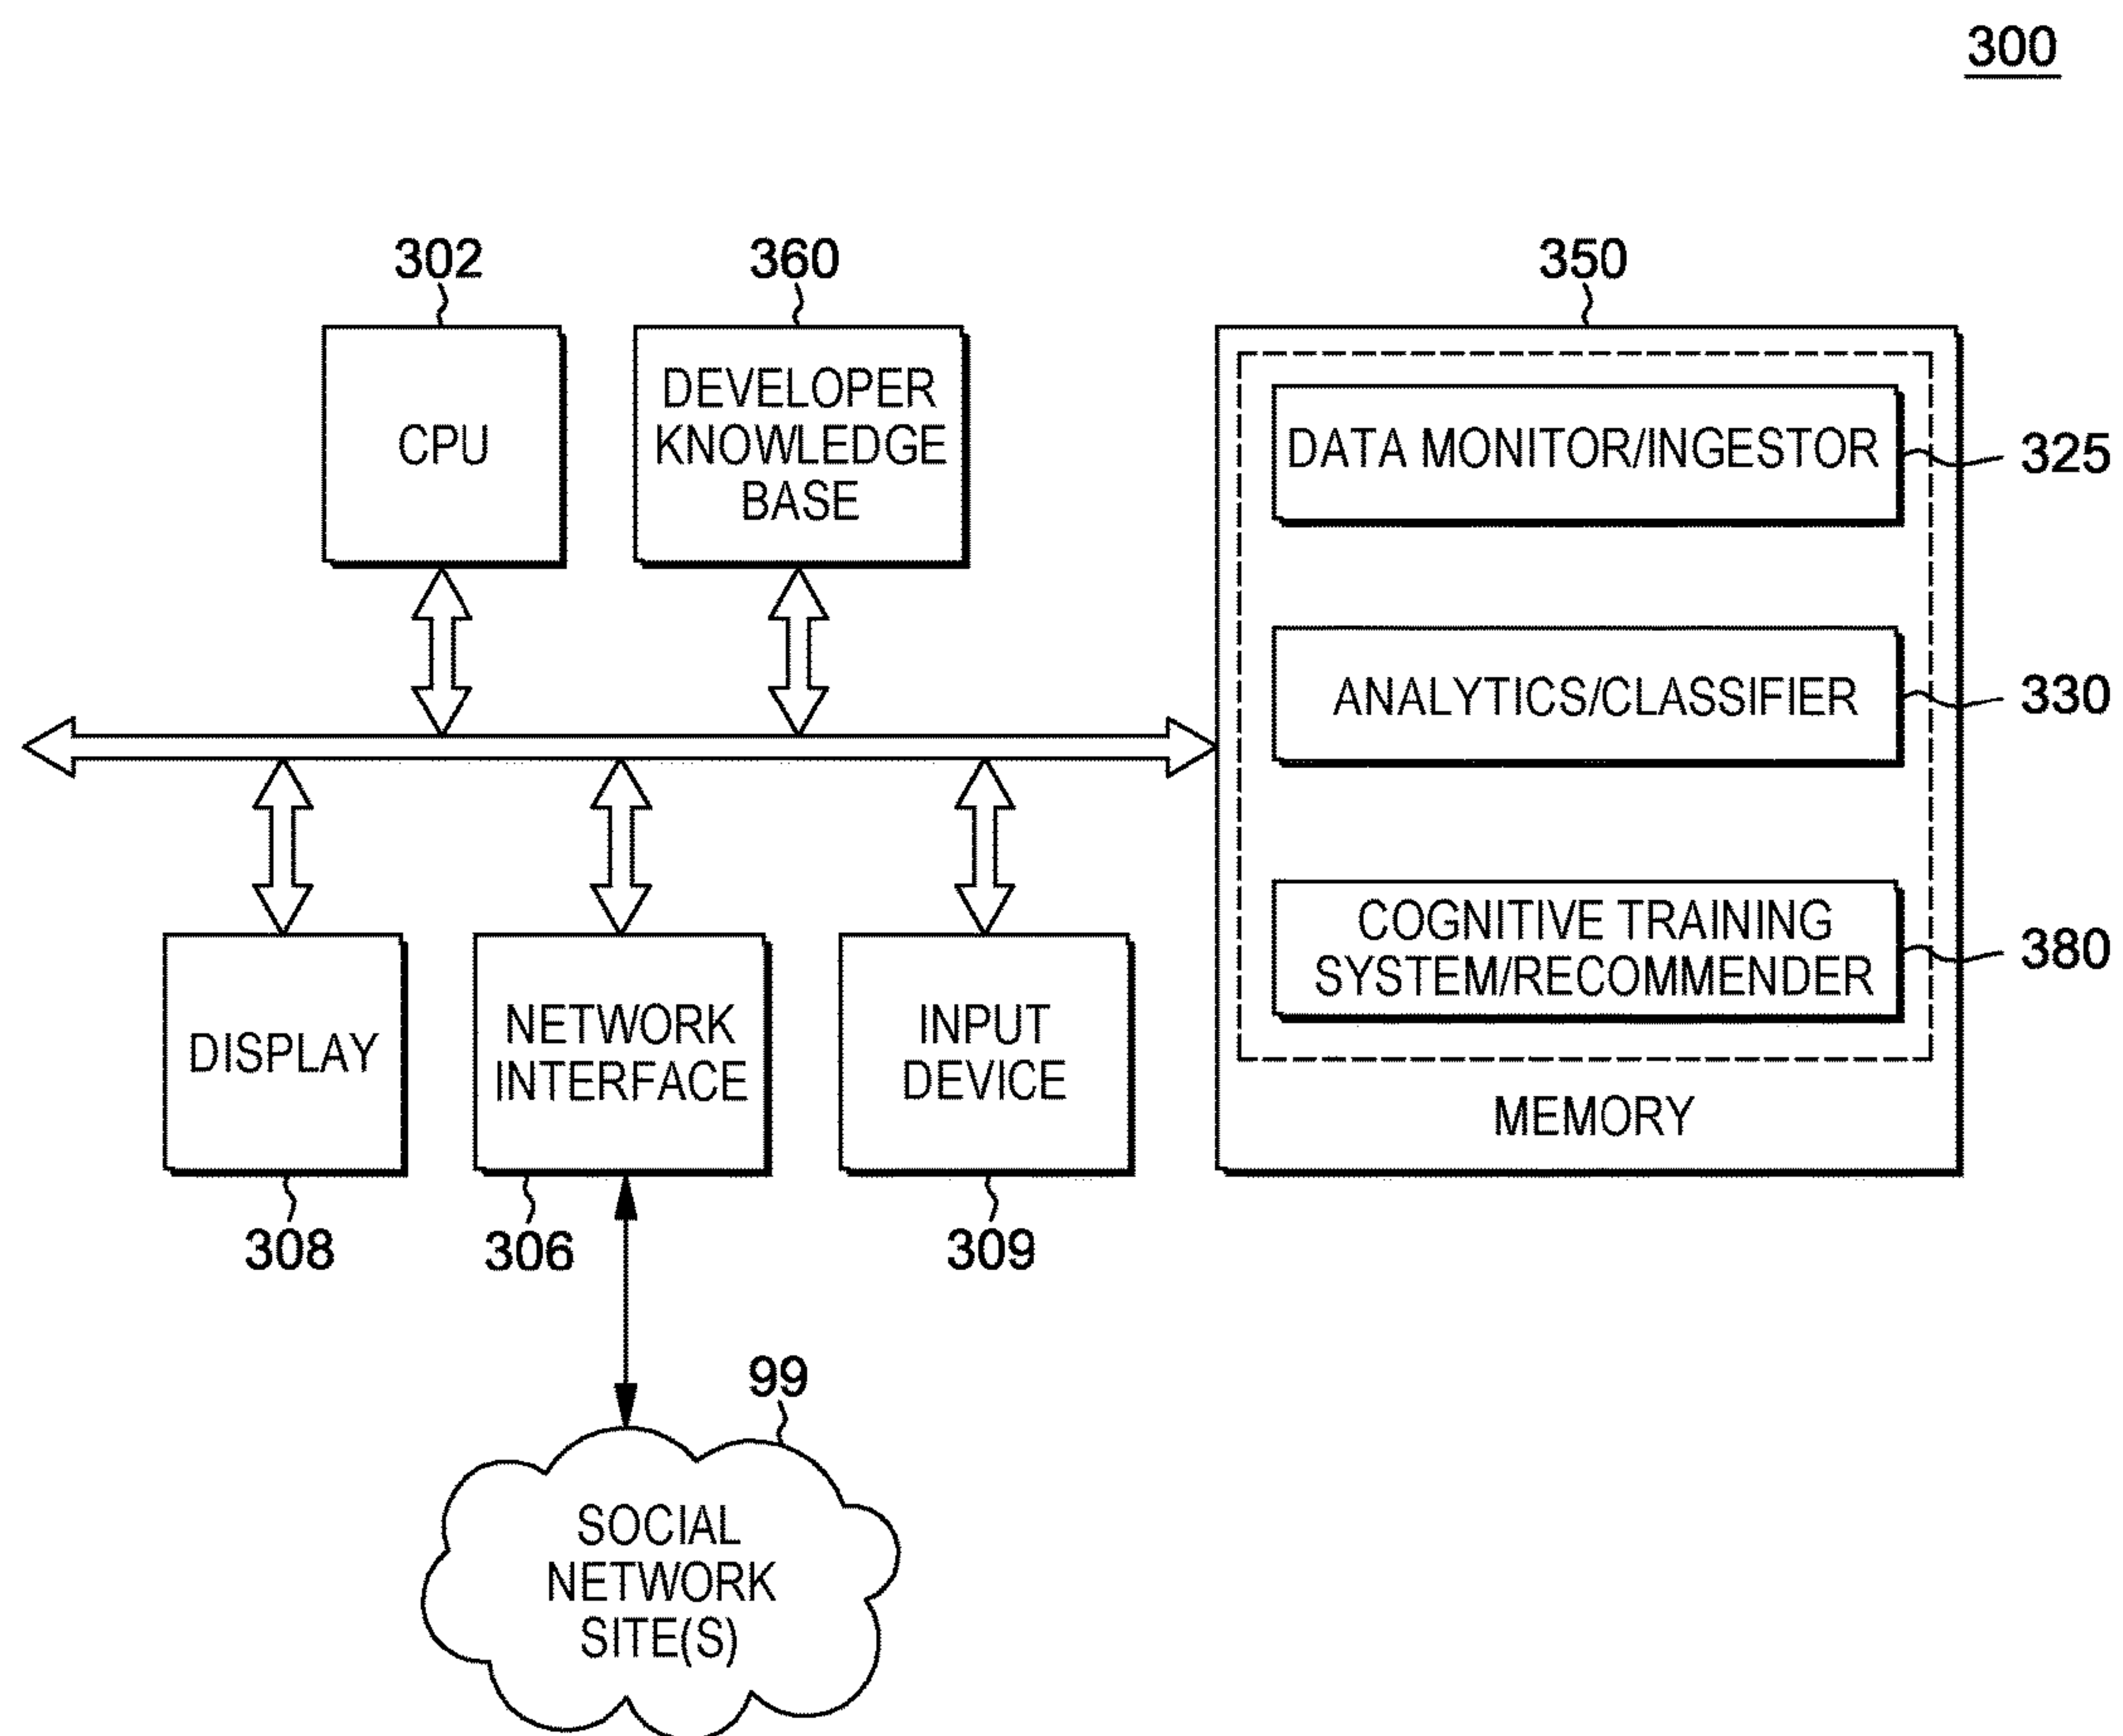 300
302
360
350
CPU
DEVELOPER
KNOWLEDGE
BASE
DATA MONITOR/INGESTOR
325
ANALYTICS/CLASSIFIER
330
COGNITIVE TRAINING
SYSTEM/RECOMMENDER
380
MEMORY
DISPLAY
NETWORK
INTERFACE
INPUT
DEVICE
308
306
309
99
SOCIAL
NETWORK
SITE(S)